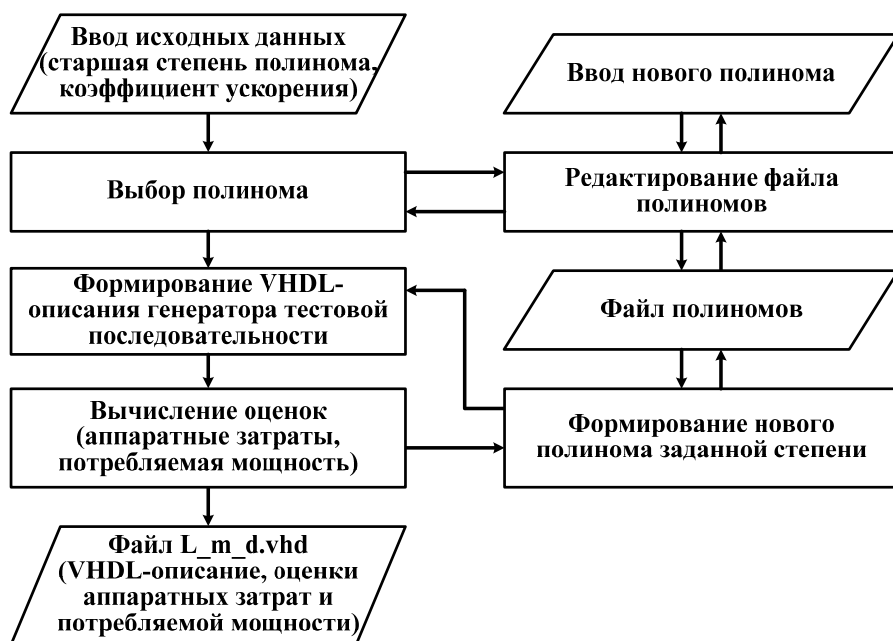 Ввод исходных данных
(старшая степень полинома,
коэффициент ускорения)
Ввод нового полинома
Выбор полинома
Редактирование файла
полиномов
Формирование VHDL-
описания генератора тестовой
последовательности
Файл полиномов
Вычисление оценок
(аппаратные затраты,
потребляемая мощность)
Формирование нового
полинома заданной степени
Файл L_m_d.vhd
(VHDL-описание, оценки
аппаратных затрат и
потребляемой мощности)